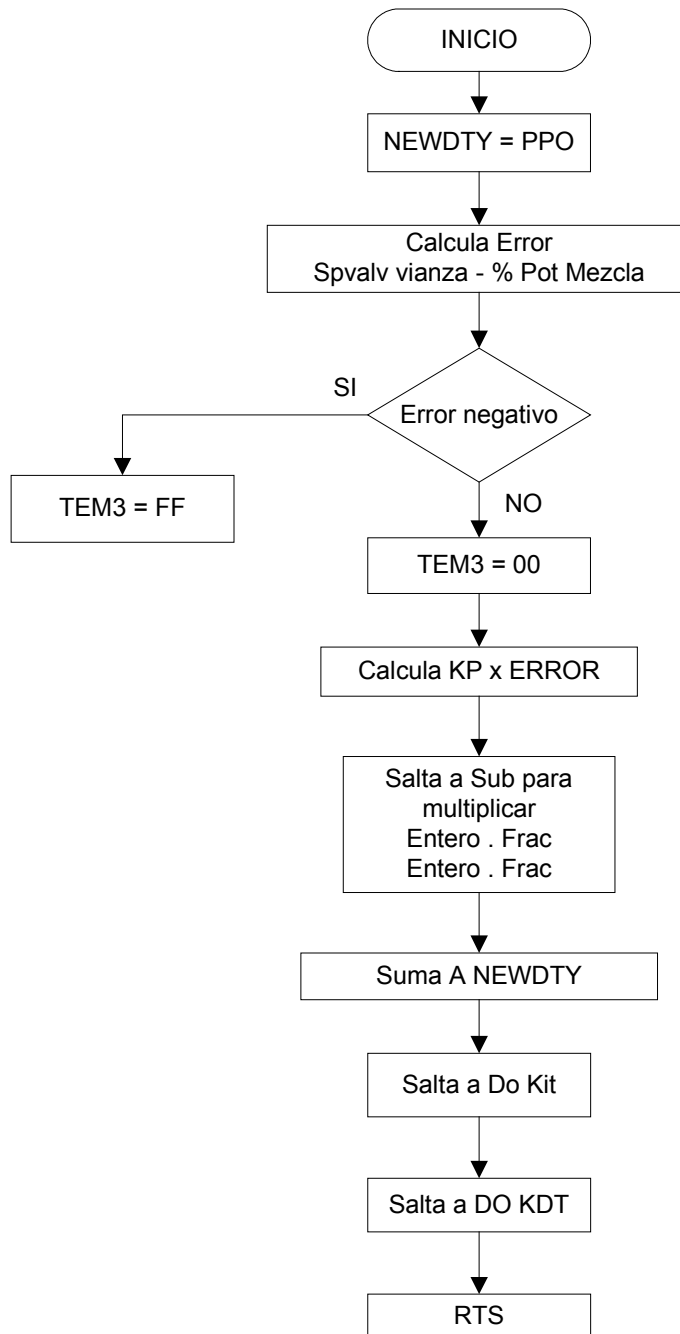 INICIO
NEWDTY = PPO
Calcula Error
Spvalv vianza - % Pot Mezcla
SI
Error negativo
TEM3 = FF
NO
TEM3 = 00
Calcula KP x ERROR
Salta a Sub para
multiplicar
Entero . Frac
Entero . Frac
Suma A NEWDTY
Salta a Do Kit
Salta a DO KDT
RTS